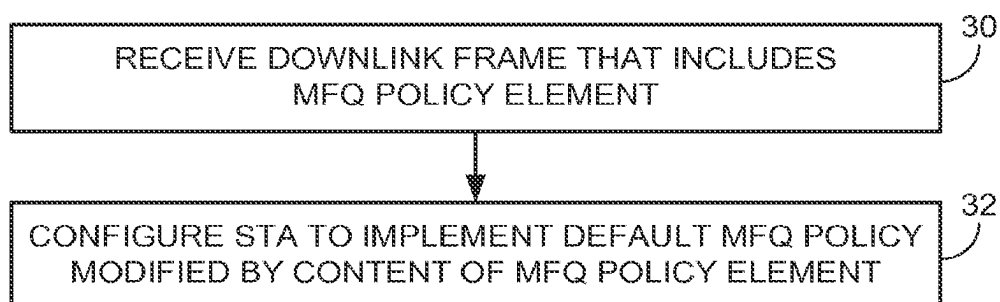 30
RECEIVE DOWNLINK FRAME THAT INCLUDES
MFQ POLICY ELEMENT
32
CONFIGURE STA TO IMPLEMENT DEFAULT MFQ POLICY
MODIFIED BY CONTENT OF MFQ POLICY ELEMENT